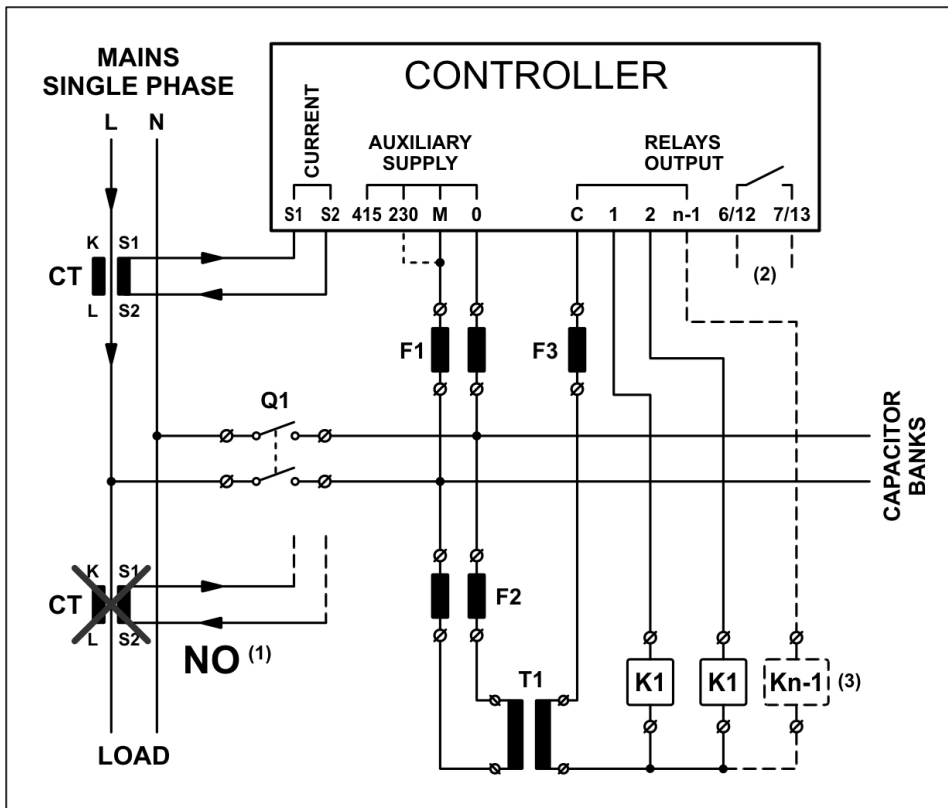 MAINS
SINGLE PHASE
L N
CONTROLLER
CURRENT
AUXILIARY
SUPPLY
RELAYS
OUTPUT
S1 S2 415 230 M 0 C 1 2 n-1 6/12 7/13
(2)
K S1
CT
L S2
F1
F3
Q1
CAPACITOR
BANKS
K S1
CT
L S2
NO (1)
F2
T1
K1 K1 Kn-1 (3)
LOAD